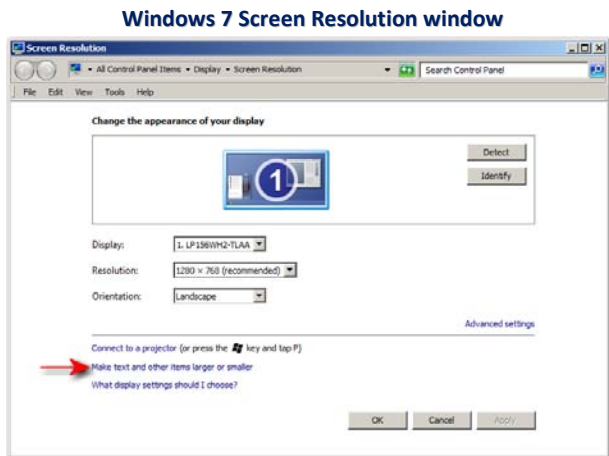 Windows 7 Screen Resolution window
Screen Resolution
All Control Panel Items • Display • Screen Resolution
Search Control Panel
File Edit View Tools Help
Change the appearance of your display
1
Detect
Identify
Display: 1. LP156WH2-TLAA
Resolution: 1280 × 768 (recommended)
Orientation: Landscape
Advanced settings
Connect to a projector (or press the key and tap P)
Make text and other items larger or smaller
What display settings should I choose?
OK Cancel Apply